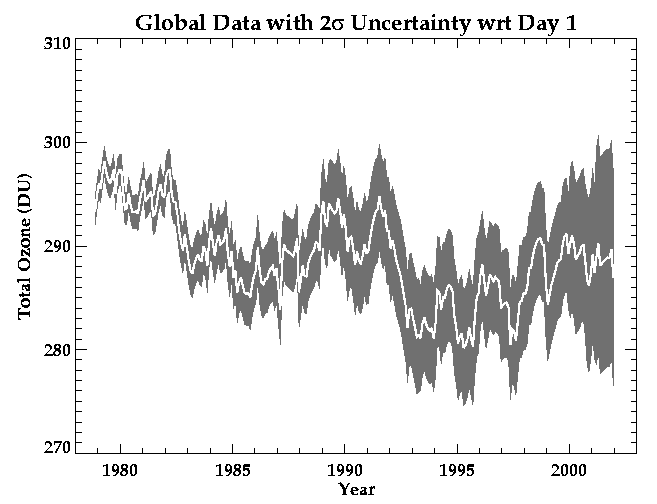 Global Data with 2σ Uncertainty wrt Day 1
310
300
290
280
270
Total Ozone (DU)
1980 1985 1990 1995 2000
Year